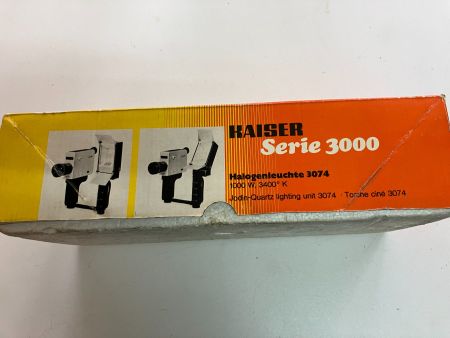 KAISER
Serie 3000
Halogenleuchte 3074
1000 W, 3400° K
Jodin-Quartz lighting unit 3074 · Torche ciné 3074